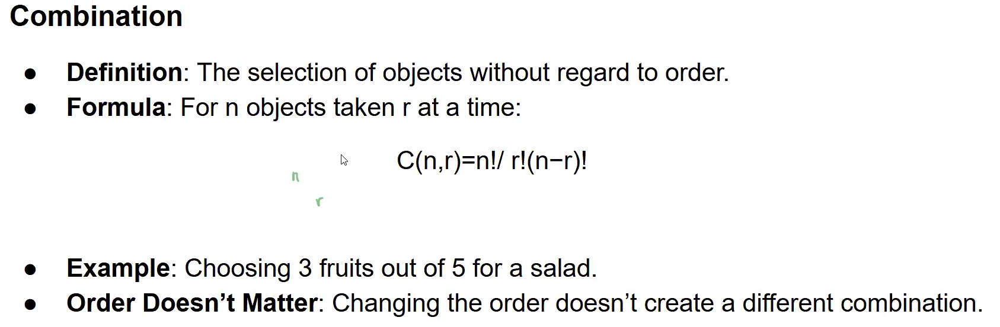 Combination
● Definition: The selection of objects without regard to order.
● Formula: For n objects taken r at a time:
C(n,r)=n!/ r!(n−r)!
n
r
● Example: Choosing 3 fruits out of 5 for a salad.
● Order Doesn’t Matter: Changing the order doesn’t create a different combination.